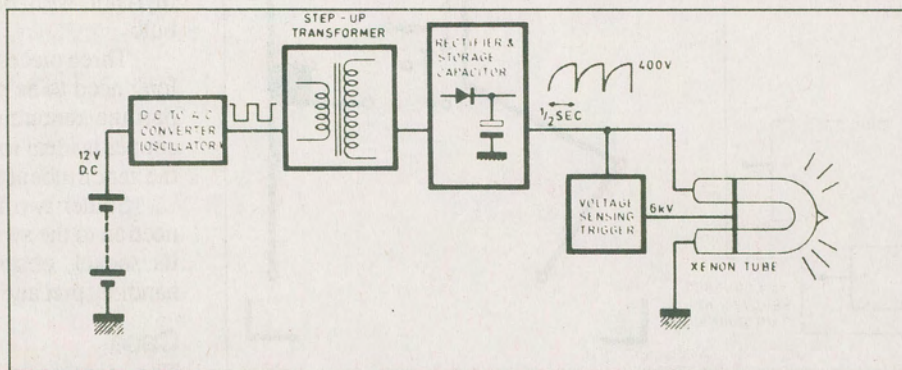 STEP-UP
TRANSFORMER
RECTIFIER &
STORAGE
CAPACITOR
400V
1/2 SEC
D.C. TO A.C.
CONVERTER
(OSCILLATOR)
12V
D.C.
VOLTAGE
SENSING
TRIGGER
6kV
XENON TUBE